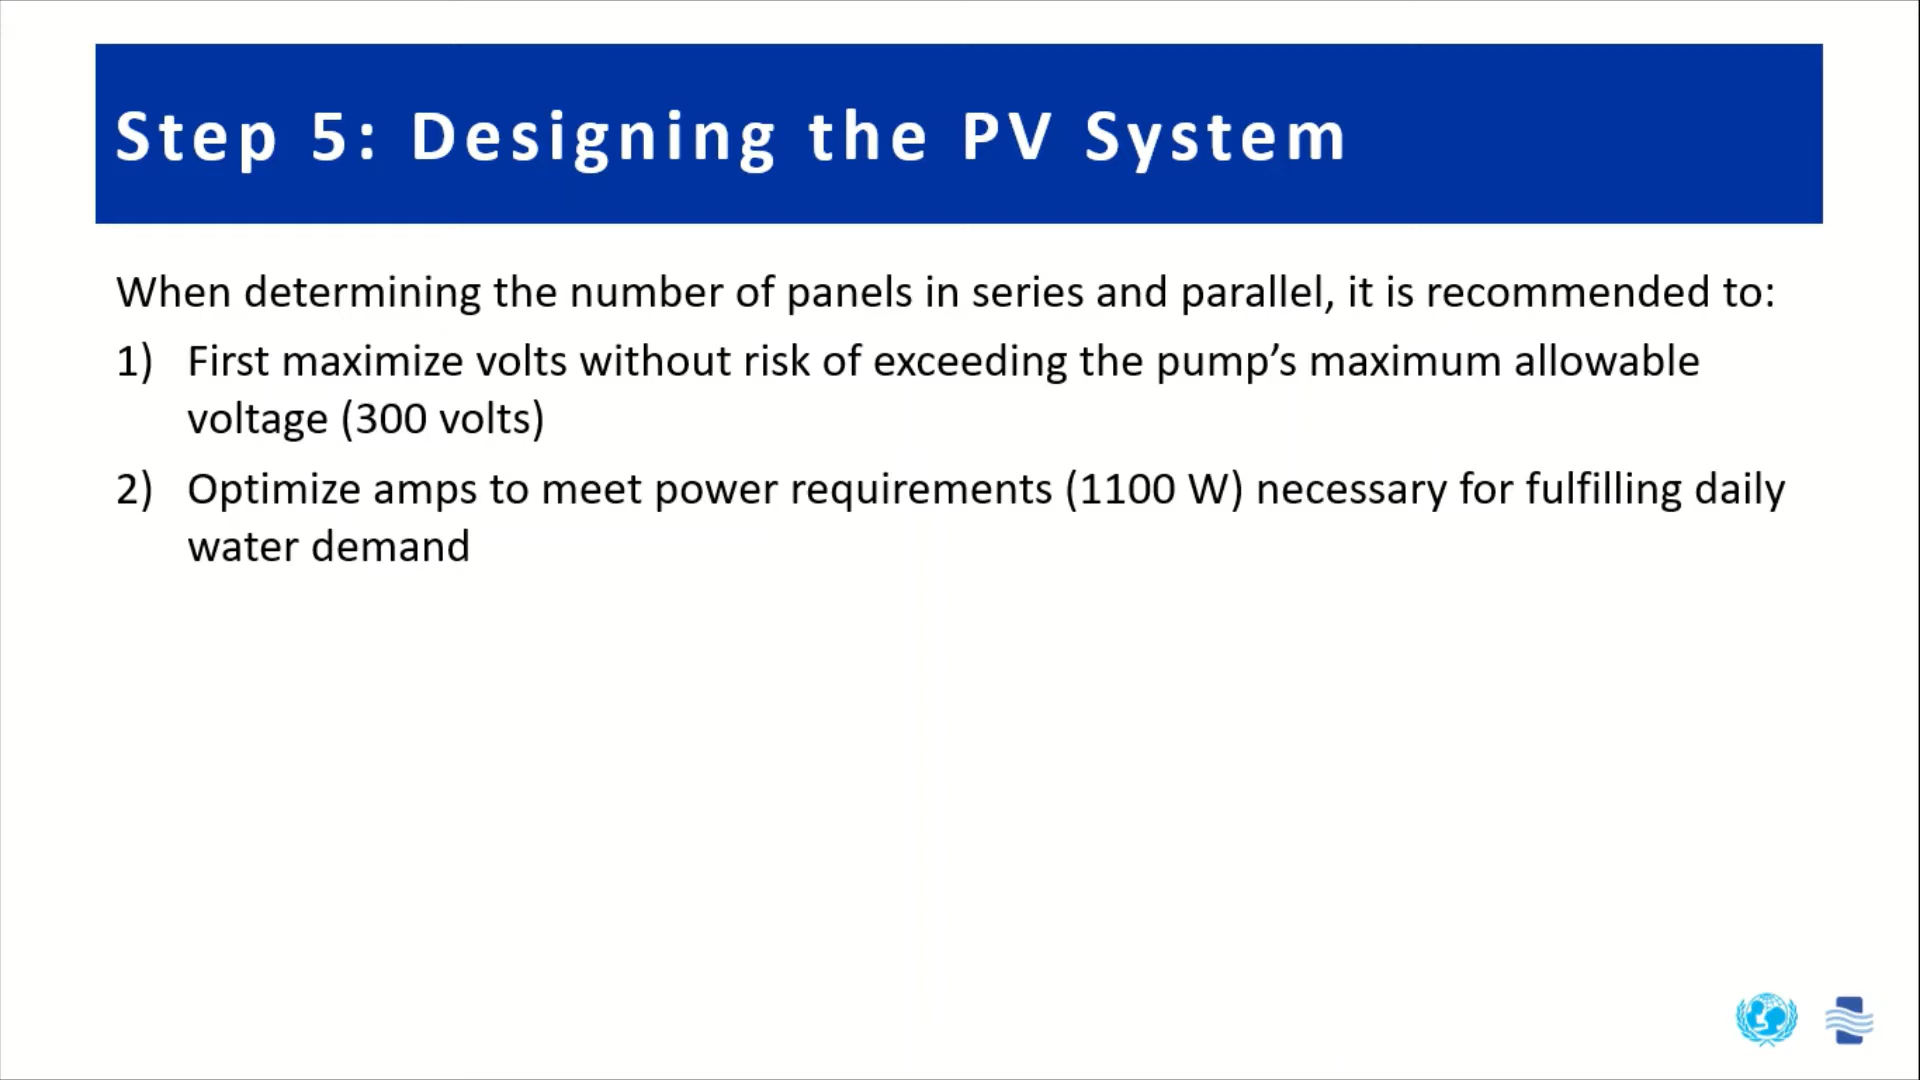 Step 5: Designing the PV System
When determining the number of panels in series and parallel, it is recommended to:
1) First maximize volts without risk of exceeding the pump’s maximum allowable
voltage (300 volts)
2) Optimize amps to meet power requirements (1100 W) necessary for fulfilling daily
water demand